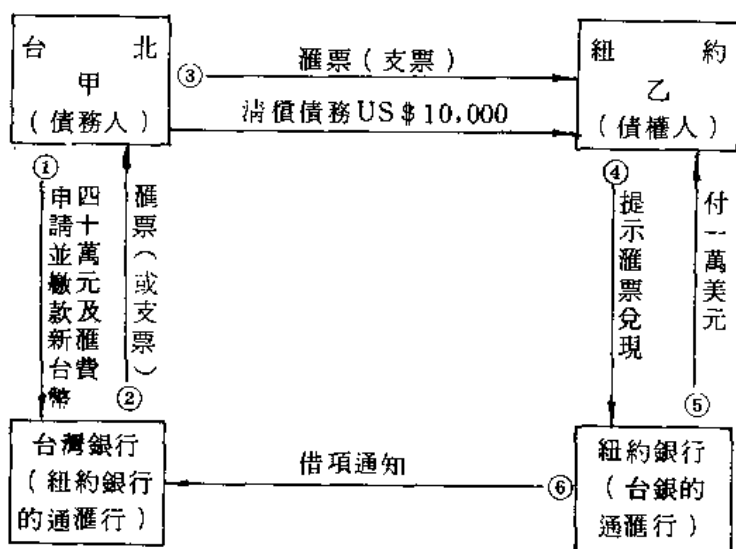 台北
甲
(債務人)
③
匯票(支票)
清償債務US$10,000
紐約
乙
(債權人)
①
申請並繳款新台幣
四十萬元及匯費
匯票(或支票)
②
④
提示匯票兌現
付一萬美元
⑤
台灣銀行
(紐約銀行
的通匯行)
借項通知
⑥
紐約銀行
(台銀的
通匯行)